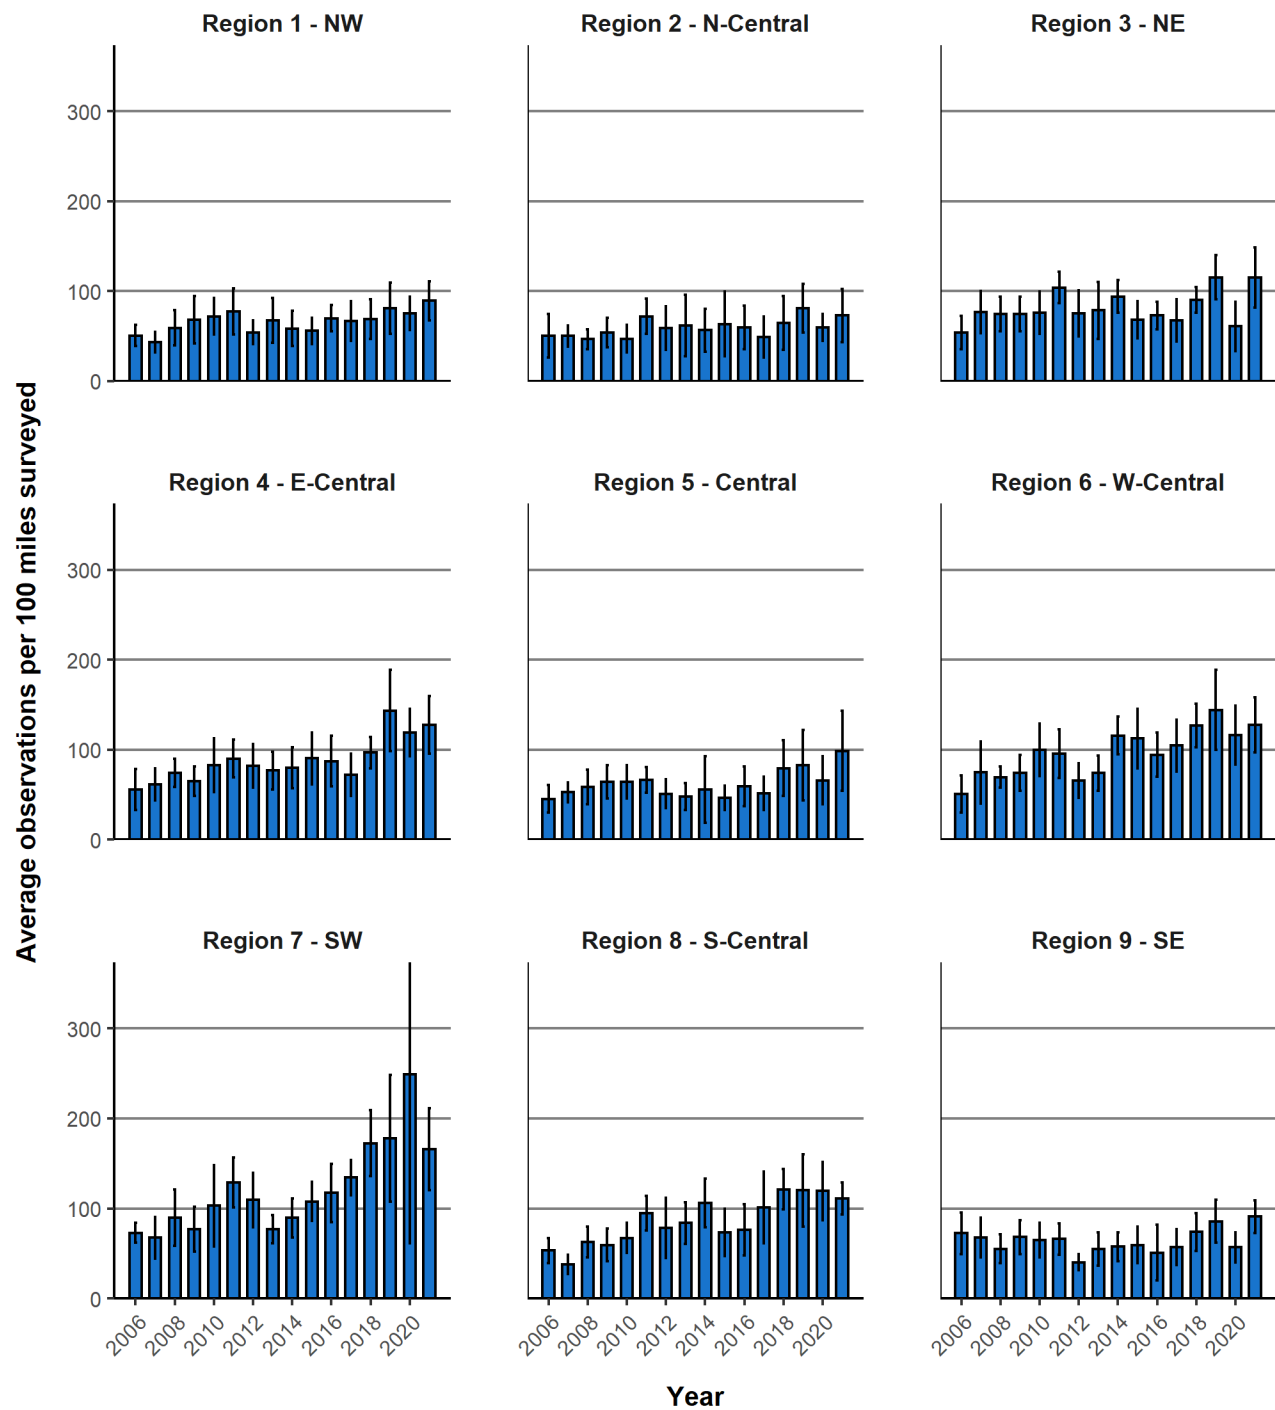 Region 1 - NW
Region 2 - N-Central
Region 3 - NE
300
200
100
0
Region 4 - E-Central
Region 5 - Central
Region 6 - W-Central
300
200
100
0
Average observations per 100 miles surveyed
Region 7 - SW
Region 8 - S-Central
Region 9 - SE
300
200
100
0
2006 2008 2010 2012 2014 2016 2018 2020
2006 2008 2010 2012 2014 2016 2018 2020
2006 2008 2010 2012 2014 2016 2018 2020
Year